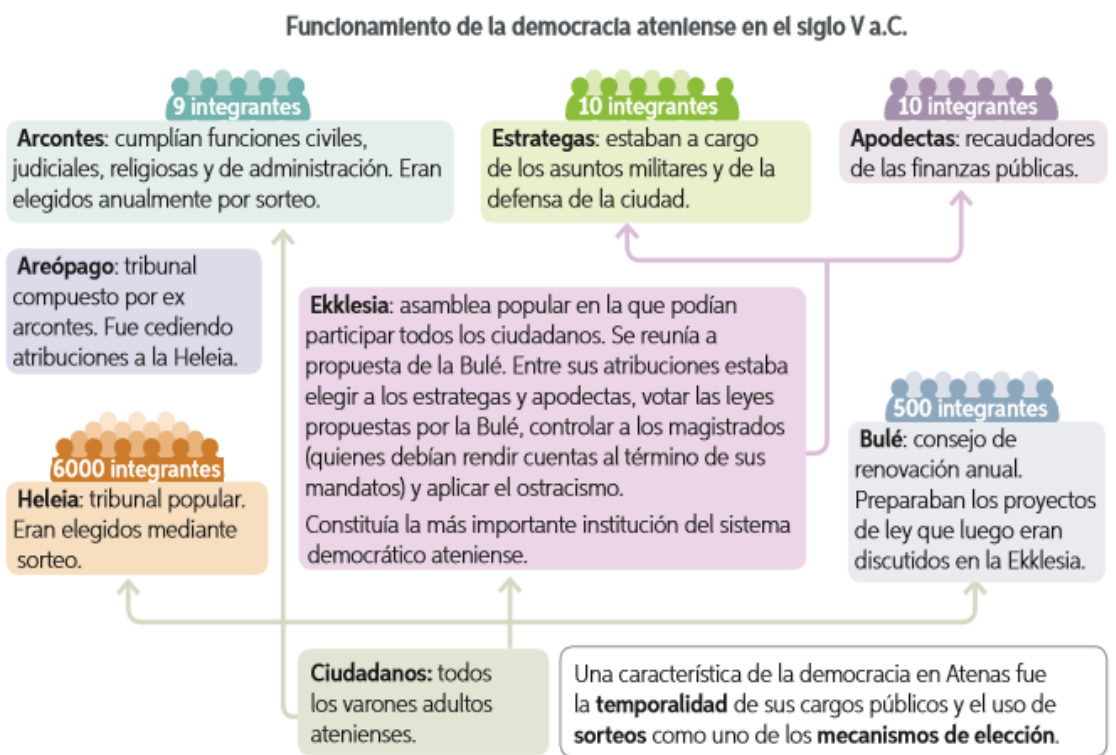 Funcionamiento de la democracia ateniense en el siglo V a.C.
9 integrantes
Arcontes: cumplían funciones civiles,
judiciales, religiosas y de administración. Eran
elegidos anualmente por sorteo.
10 integrantes
Estrategas: estaban a cargo
de los asuntos militares y de la
defensa de la ciudad.
10 integrantes
Apodectas: recaudadores
de las finanzas públicas.
Areópago: tribunal
compuesto por ex
arcontes. Fue cediendo
atribuciones a la Heleia.
Ekklesia: asamblea popular en la que podían
participar todos los ciudadanos. Se reunía a
propuesta de la Bulé. Entre sus atribuciones estaba
elegir a los estrategas y apodectas, votar las leyes
propuestas por la Bulé, controlar a los magistrados
(quienes debían rendir cuentas al término de sus
mandatos) y aplicar el ostracismo.
Constituía la más importante institución del sistema
democrático ateniense.
6000 integrantes
Heleia: tribunal popular.
Eran elegidos mediante
sorteo.
500 integrantes
Bulé: consejo de
renovación anual.
Preparaban los proyectos
de ley que luego eran
discutidos en la Ekklesia.
Ciudadanos: todos
los varones adultos
atenienses.
Una característica de la democracia en Atenas fue
la temporalidad de sus cargos públicos y el uso de
sorteos como uno de los mecanismos de elección.